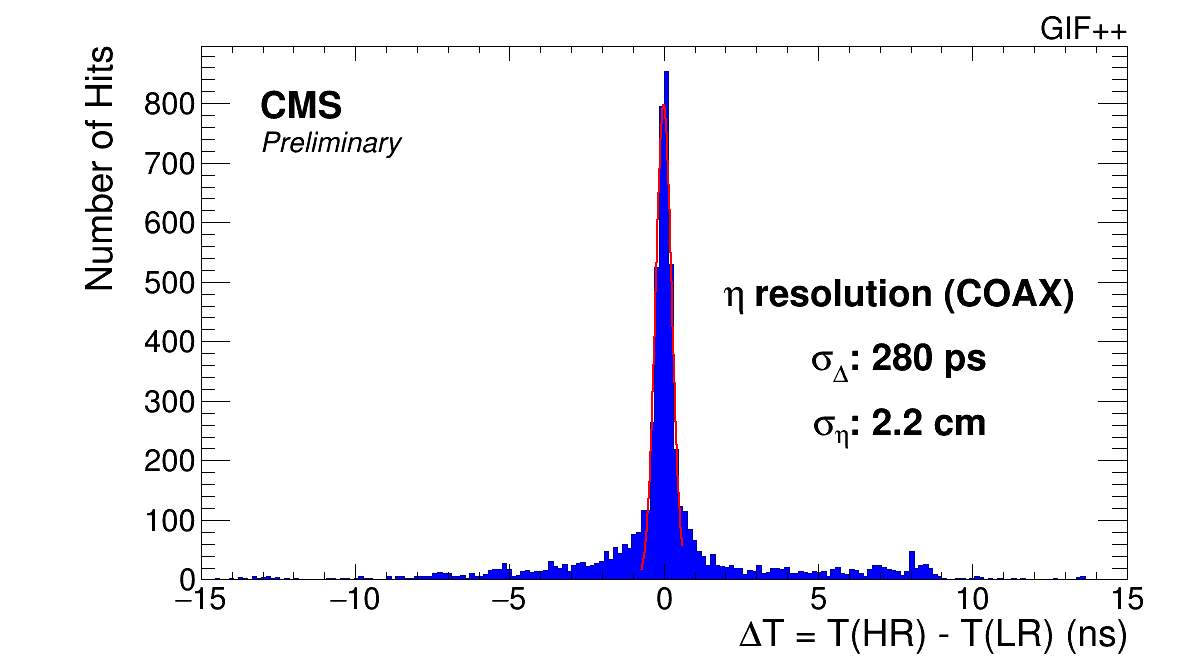 GIF++
CMS
Preliminary
Number of Hits
800
700
600
500
400
300
200
100
0
η resolution (COAX)
σΔ: 280 ps
ση: 2.2 cm
−15 −10 −5 0 5 10 15
ΔT = T(HR) - T(LR) (ns)